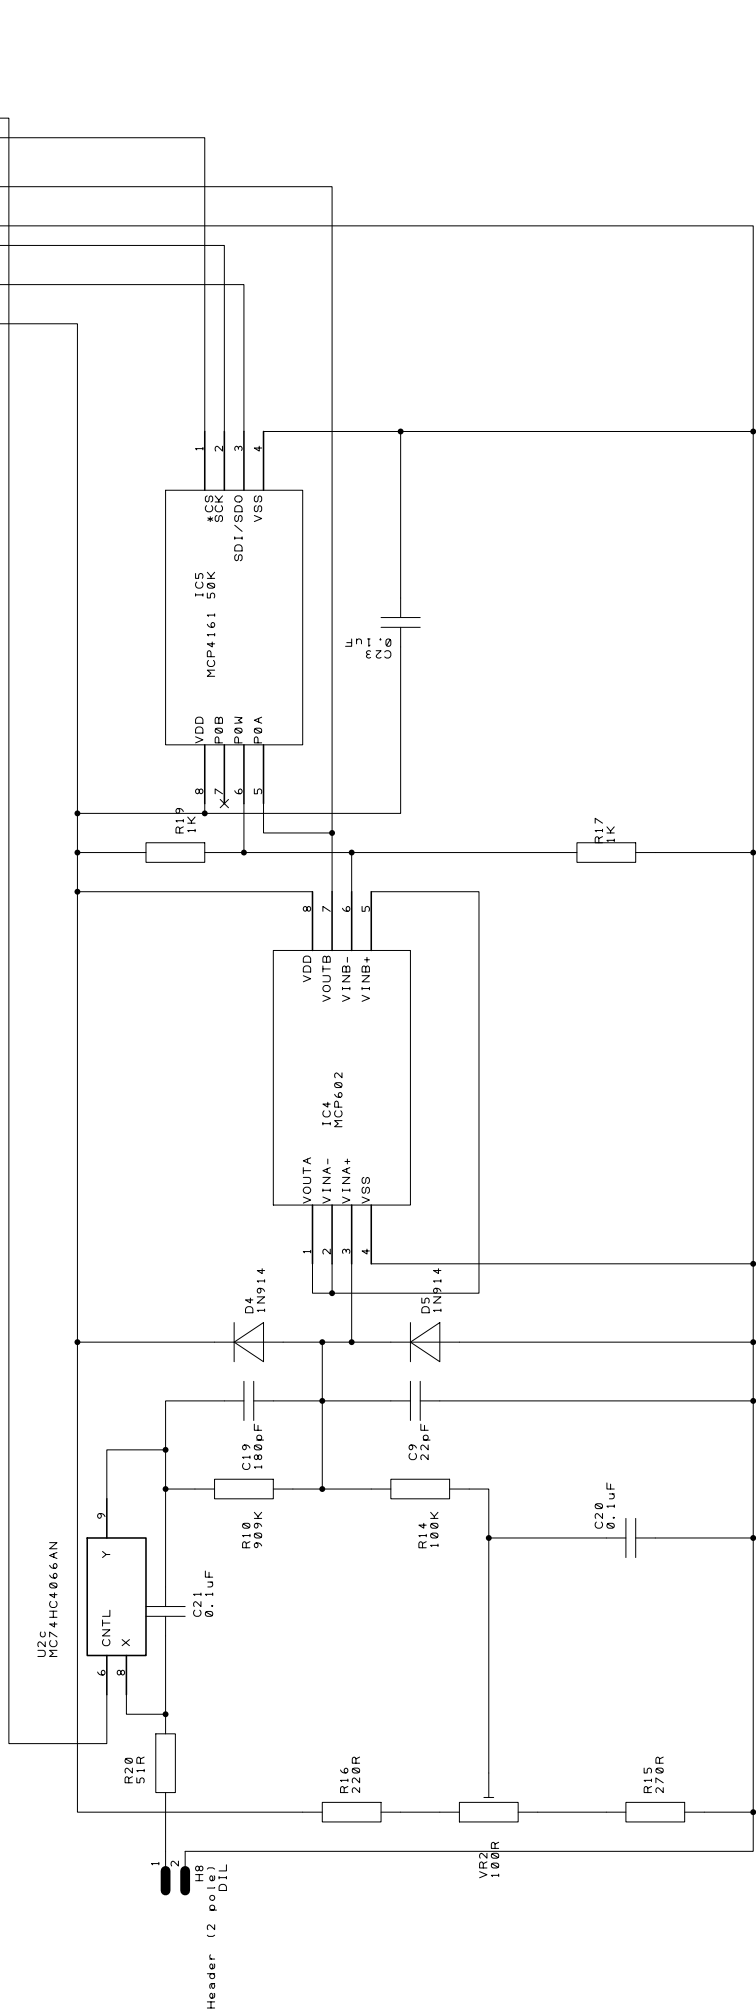 1
2
3
4
*CS
SCK
SDI/SDO
VSS
IC5
MCP4161 50K
C23
0.1uF
VDD
P0B
P0W
P0A
8
7
6
5
R19
1K
R17
1K
8
7
6
5
VDD
VOUTB
VINB-
VINB+
IC4
MCP602
VOUTA
VINA-
VINA+
VSS
1
2
3
4
D4
1N914
D5
1N914
C19
180pF
C9
22pF
R10
909K
R14
100K
C20
0.1uF
9
Y
U2c
MC74HC4066AN
CNTL
X
6
8
C21
0.1uF
R20
51R
R16
220R
R15
270R
VR2
100R
1
2
H8
Header (2 pole)
DIL